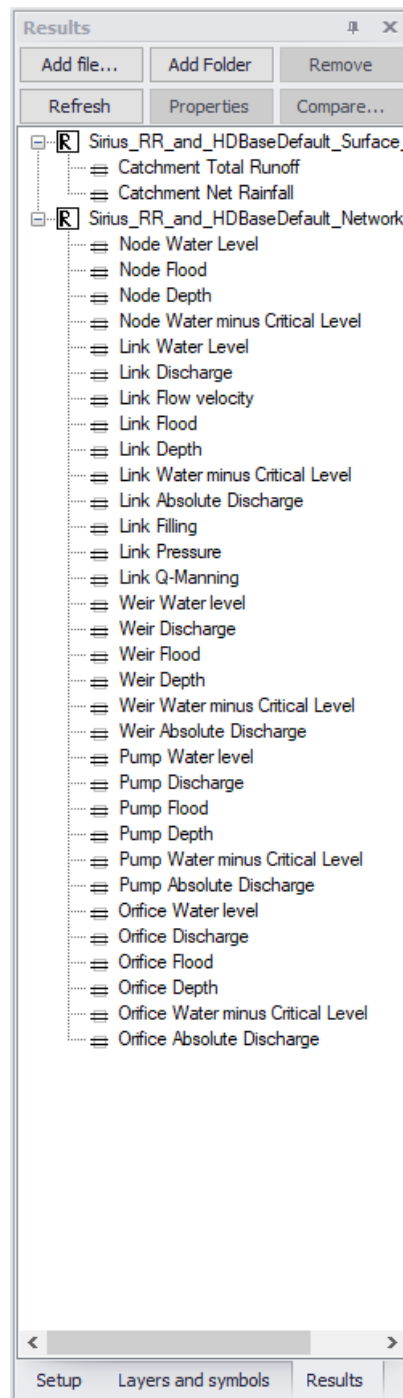 Results
Add file... Add Folder Remove
Refresh Properties Compare...
Sirius_RR_and_HDBaseDefault_Surface_
Catchment Total Runoff
Catchment Net Rainfall
Sirius_RR_and_HDBaseDefault_Network
Node Water Level
Node Flood
Node Depth
Node Water minus Critical Level
Link Water Level
Link Discharge
Link Flow velocity
Link Flood
Link Depth
Link Water minus Critical Level
Link Absolute Discharge
Link Filling
Link Pressure
Link Q-Manning
Weir Water level
Weir Discharge
Weir Flood
Weir Depth
Weir Water minus Critical Level
Weir Absolute Discharge
Pump Water level
Pump Discharge
Pump Flood
Pump Depth
Pump Water minus Critical Level
Pump Absolute Discharge
Orifice Water level
Orifice Discharge
Orifice Flood
Orifice Depth
Orifice Water minus Critical Level
Orifice Absolute Discharge
Setup Layers and symbols Results